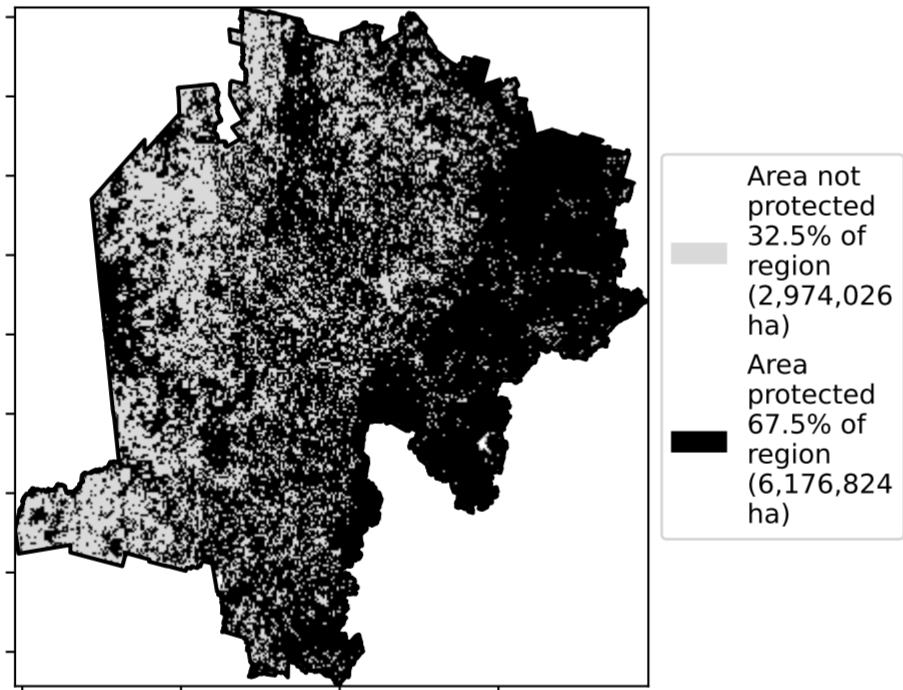 Area not
protected
32.5% of
region
(2,974,026
ha)
Area
protected
67.5% of
region
(6,176,824
ha)